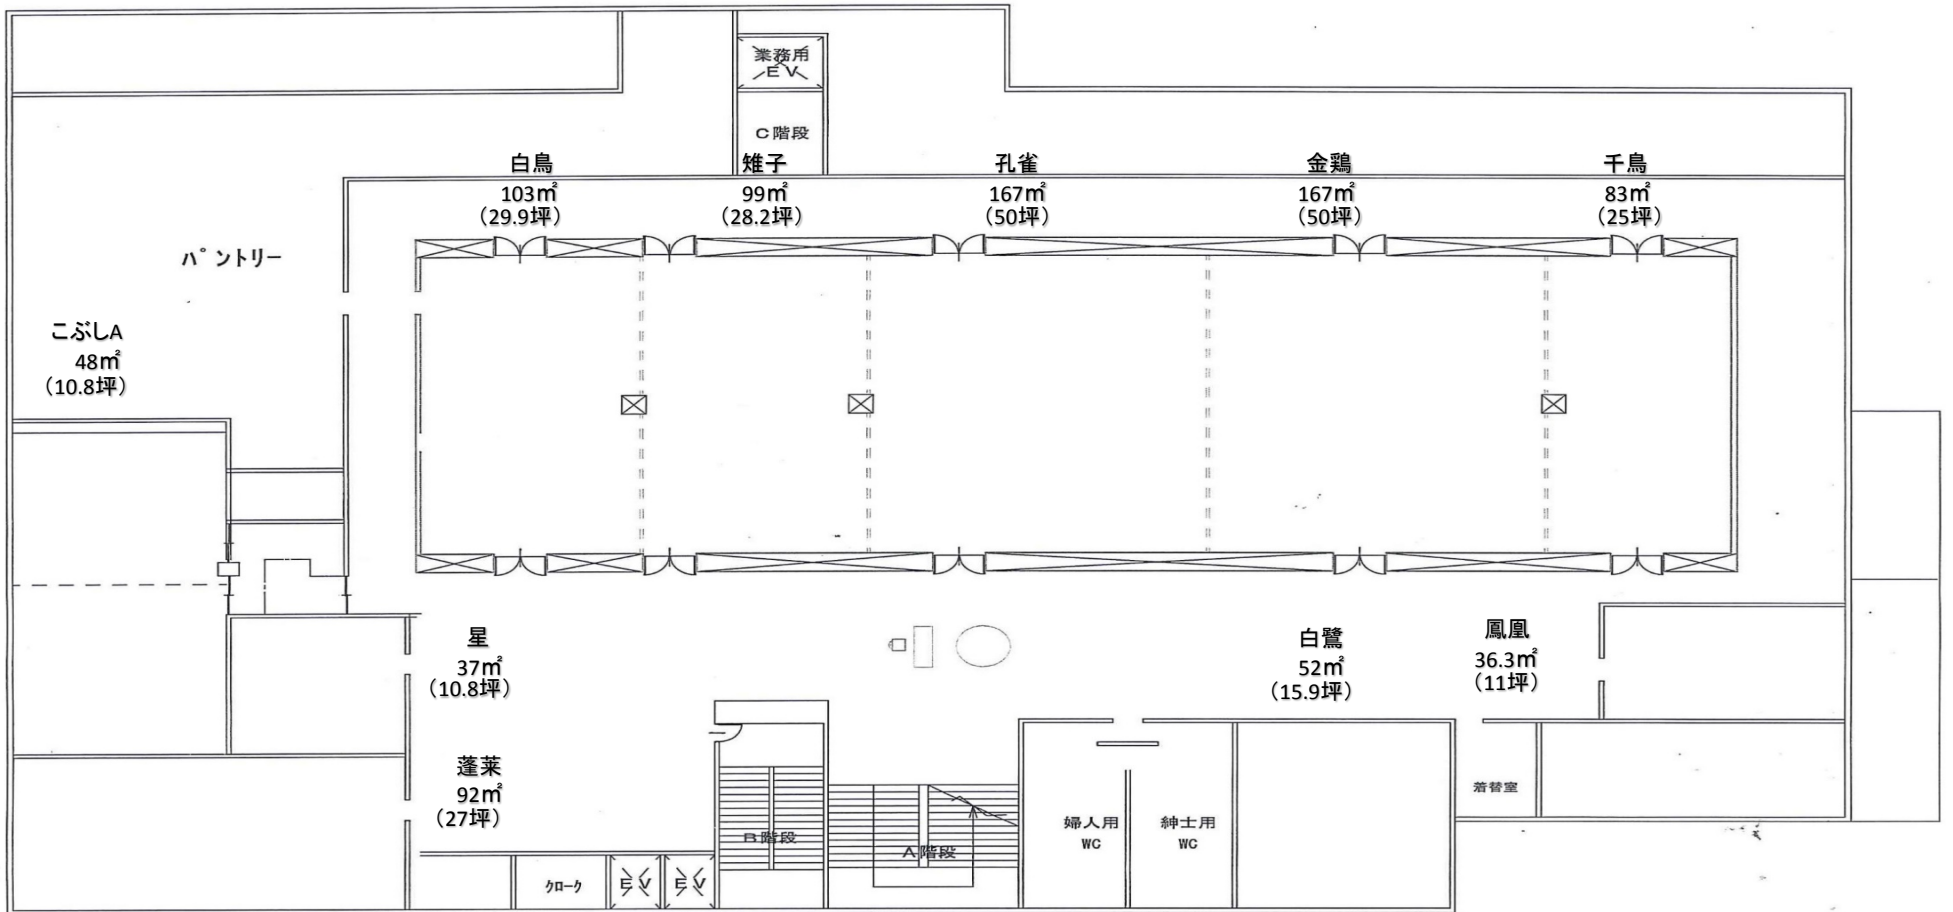 業務用
EV
C階段
白鳥
103㎡
（29.9坪）
雉子
99㎡
（28.2坪）
孔雀
167㎡
（50坪）
金鶏
167㎡
（50坪）
千鳥
83㎡
（25坪）
パントリー
こぶしA
48㎡
（10.8坪）
星
37㎡
（10.8坪）
白鷺
52㎡
（15.9坪）
鳳凰
36.3㎡
（11坪）
蓬莱
92㎡
（27坪）
着替室
B階段
A階段
婦人用
WC
紳士用
WC
クローク
EV
EV